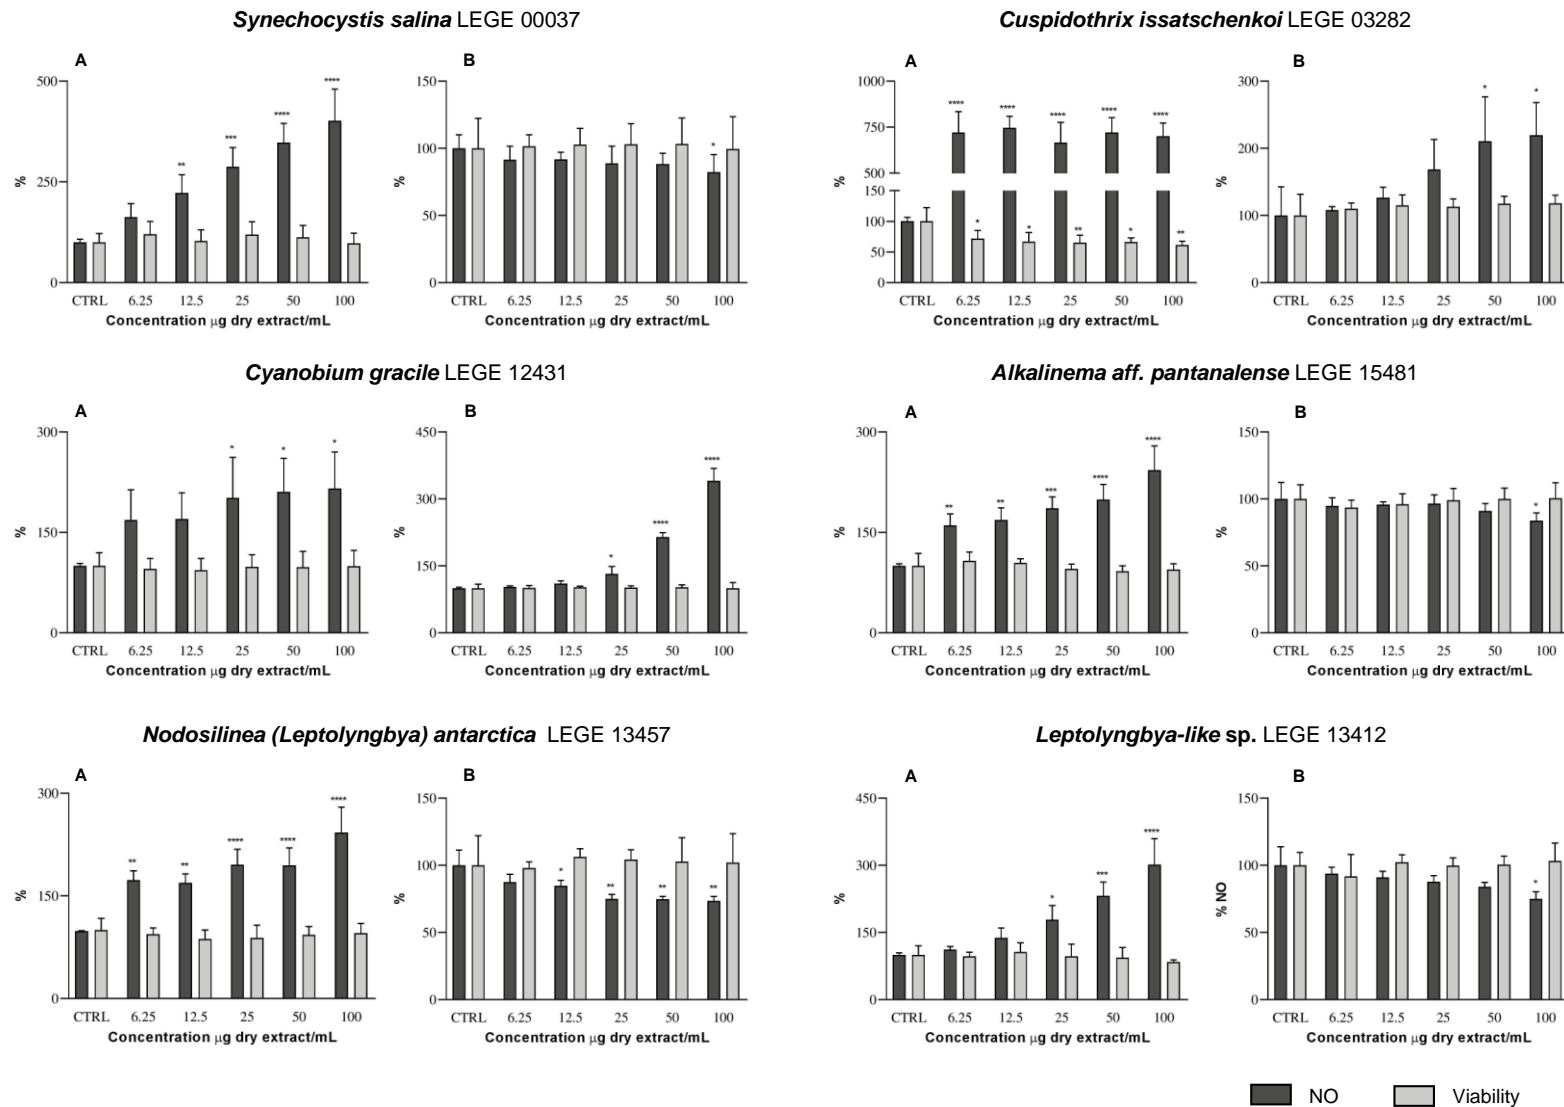 Synechocystis salina LEGE 00037
A
500
250
0
%
** *** **** ****
CTRL 6.25 12.5 25 50 100
Concentration µg dry extract/mL
B
150
100
50
0
%
*
CTRL 6.25 12.5 25 50 100
Concentration µg dry extract/mL
Cuspidothrix issatschenkoi LEGE 03282
A
1000
750
500
150
100
50
0
%
**** **** **** **** ****
* * ** * **
CTRL 6.25 12.5 25 50 100
Concentration µg dry extract/mL
B
300
200
100
0
%
* *
CTRL 6.25 12.5 25 50 100
Concentration µg dry extract/mL
Cyanobium gracile LEGE 12431
A
300
150
0
%
* * *
CTRL 6.25 12.5 25 50 100
Concentration µg dry extract/mL
B
450
300
150
0
%
* **** ****
CTRL 6.25 12.5 25 50 100
Concentration µg dry extract/mL
Alkalinema aff. pantanalense LEGE 15481
A
300
150
0
%
** ** *** **** ****
CTRL 6.25 12.5 25 50 100
Concentration µg dry extract/mL
B
150
100
50
0
%
*
CTRL 6.25 12.5 25 50 100
Concentration µg dry extract/mL
Nodosilinea (Leptolyngbya) antarctica LEGE 13457
A
300
150
0
%
** ** **** **** ****
CTRL 6.25 12.5 25 50 100
Concentration µg dry extract/mL
B
150
100
50
0
%
* ** ** **
CTRL 6.25 12.5 25 50 100
Concentration µg dry extract/mL
Leptolyngbya-like sp. LEGE 13412
A
450
300
150
0
%
* *** ****
CTRL 6.25 12.5 25 50 100
Concentration µg dry extract/mL
B
150
100
50
0
% NO
*
CTRL 6.25 12.5 25 50 100
Concentration µg dry extract/mL
NO Viability